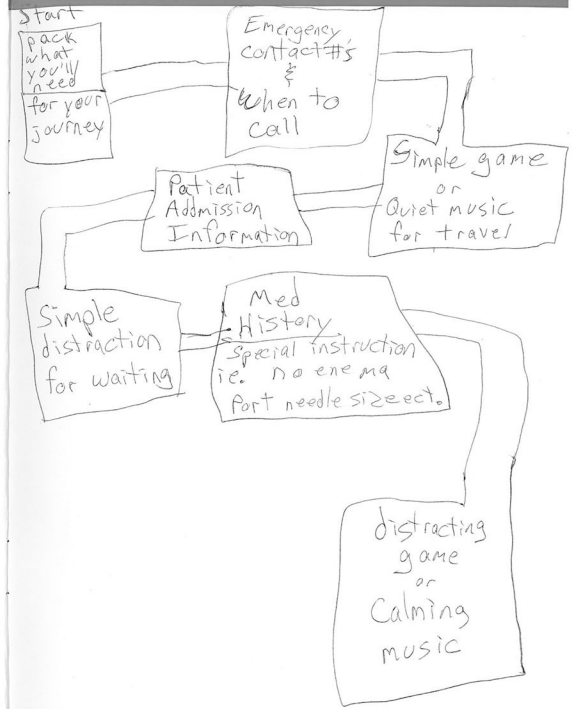 Start
pack
what
you'll
need
for your
journey
Emergency
contact #'s
&
When to
call
Simple game
or
Quiet music
for travel
Patient
Addmission
Information
Simple
distraction
for waiting
Med
History
Special instruction
ie. no enema
Port needle size ect.
distracting
game
or
Calming
music